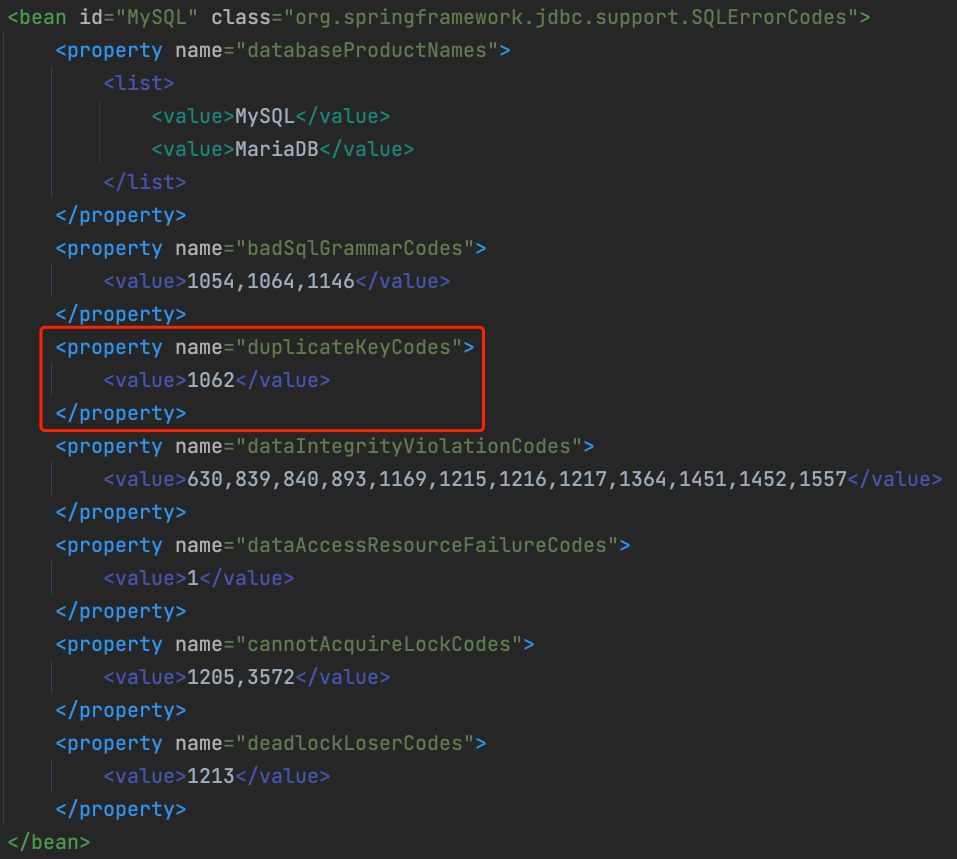 <bean id="MySQL" class="org.springframework.jdbc.support.SQLErrorCodes">
    <property name="databaseProductNames">
        <list>
            <value>MySQL</value>
            <value>MariaDB</value>
        </list>
    </property>
    <property name="badSqlGrammarCodes">
        <value>1054,1064,1146</value>
    </property>
    <property name="duplicateKeyCodes">
        <value>1062</value>
    </property>
    <property name="dataIntegrityViolationCodes">
        <value>630,839,840,893,1169,1215,1216,1217,1364,1451,1452,1557</value>
    </property>
    <property name="dataAccessResourceFailureCodes">
        <value>1</value>
    </property>
    <property name="cannotAcquireLockCodes">
        <value>1205,3572</value>
    </property>
    <property name="deadlockLoserCodes">
        <value>1213</value>
    </property>
</bean>